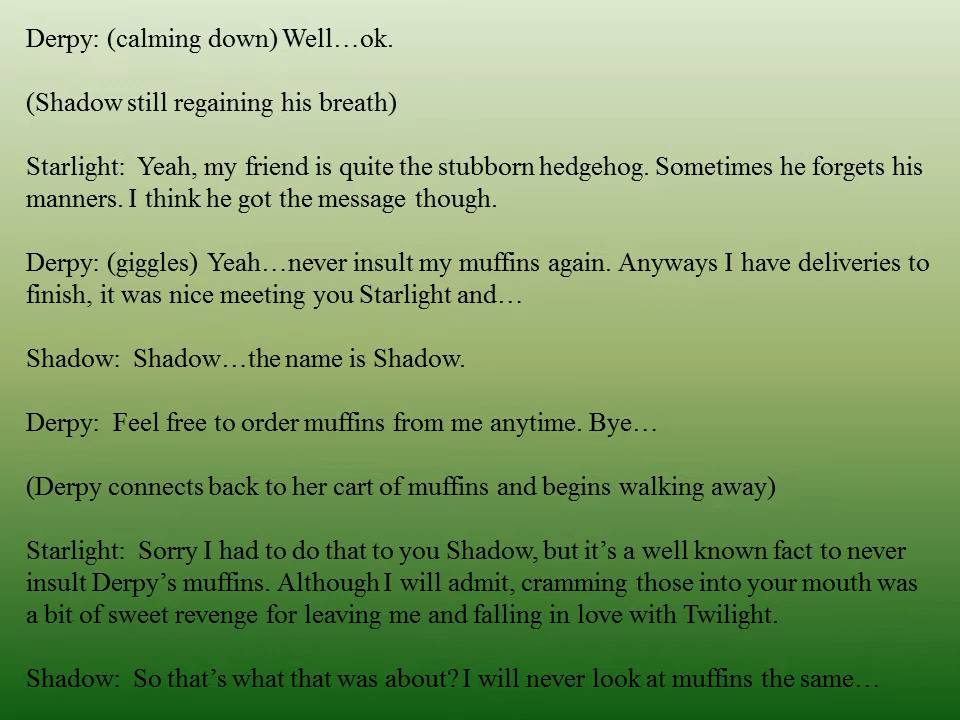 Derpy: (calming down) Well…ok.
(Shadow still regaining his breath)
Starlight:  Yeah, my friend is quite the stubborn hedgehog. Sometimes he forgets his
manners. I think he got the message though.
Derpy: (giggles) Yeah…never insult my muffins again. Anyways I have deliveries to
finish, it was nice meeting you Starlight and…
Shadow:  Shadow…the name is Shadow.
Derpy:  Feel free to order muffins from me anytime. Bye…
(Derpy connects back to her cart of muffins and begins walking away)
Starlight:  Sorry I had to do that to you Shadow, but it’s a well known fact to never
insult Derpy’s muffins. Although I will admit, cramming those into your mouth was
a bit of sweet revenge for leaving me and falling in love with Twilight.
Shadow:  So that’s what that was about? I will never look at muffins the same…